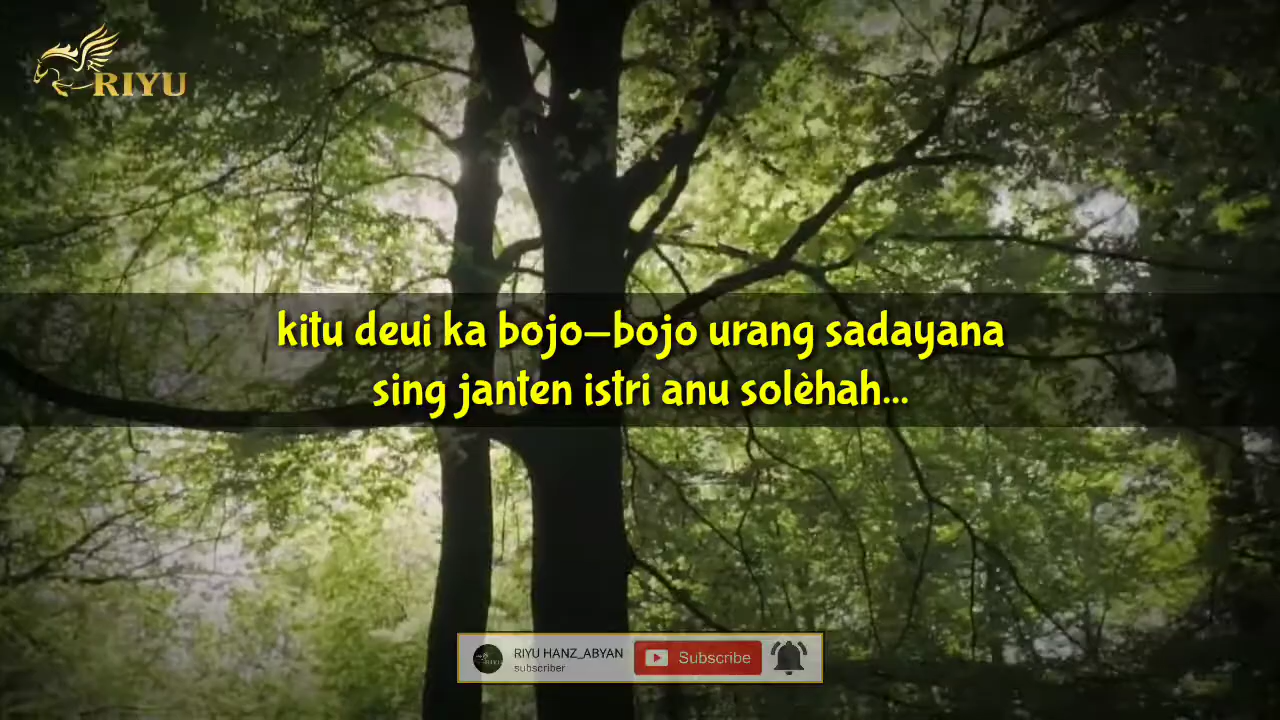 RIYU
kitu deui ka bojo-bojo urang sadayana
sing janten istri anu solèhah...
RIYU HANZ_ABYAN
subscriber
Subscribe